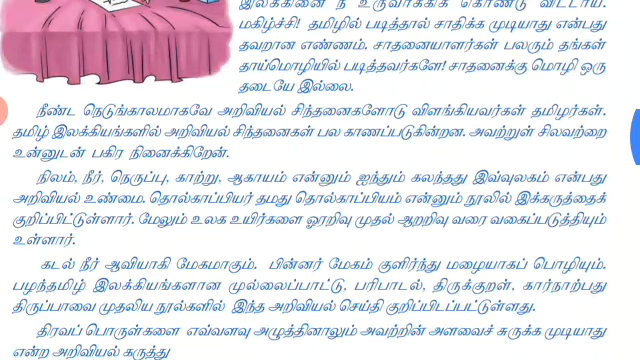 இலக்கினை நீ உருவாக்கிக் கொண்டு விட்டாய்.
மகிழ்ச்சி! தமிழில் படித்தால் சாதிக்க முடியாது என்பது
தவறான எண்ணம். சாதனையாளர்கள் பலரும் தங்கள்
தாய்மொழியில் படித்தவர்களே! சாதனைக்கு மொழி ஒரு
தடையே இல்லை.
நீண்ட நெடுங்காலமாகவே அறிவியல் சிந்தனைகளோடு விளங்கியவர்கள் தமிழர்கள்.
தமிழ் இலக்கியங்களில் அறிவியல் சிந்தனைகள் பல காணப்படுகின்றன. அவற்றுள் சிலவற்றை
உன்னுடன் பகிர நினைக்கிறேன்.
நிலம், நீர், நெருப்பு, காற்று, ஆகாயம் என்னும் ஐந்தும் கலந்தது இவ்வுலகம் என்பது
அறிவியல் உண்மை. தொல்காப்பியர் தமது தொல்காப்பியம் என்னும் நூலில் இக்கருத்தைக்
குறிப்பிட்டுள்ளார். மேலும் உலக உயிர்களை ஓரறிவு முதல் ஆறறிவு வரை வகைப்படுத்தியும்
உள்ளார்.
கடல் நீர் ஆவியாகி மேகமாகும். பின்னர் மேகம் குளிர்ந்து மழையாகப் பொழியும்.
பழந்தமிழ் இலக்கியங்களான முல்லைப்பாட்டு, பரிபாடல், திருக்குறள், கார்நாற்பது
திருப்பாவை முதலிய நூல்களில் இந்த அறிவியல் செய்தி குறிப்பிடப்பட்டுள்ளது.
திரவப் பொருள்களை எவ்வளவு அழுத்தினாலும் அவற்றின் அளவைச் சுருக்க முடியாது
என்ற அறிவியல் கருத்து